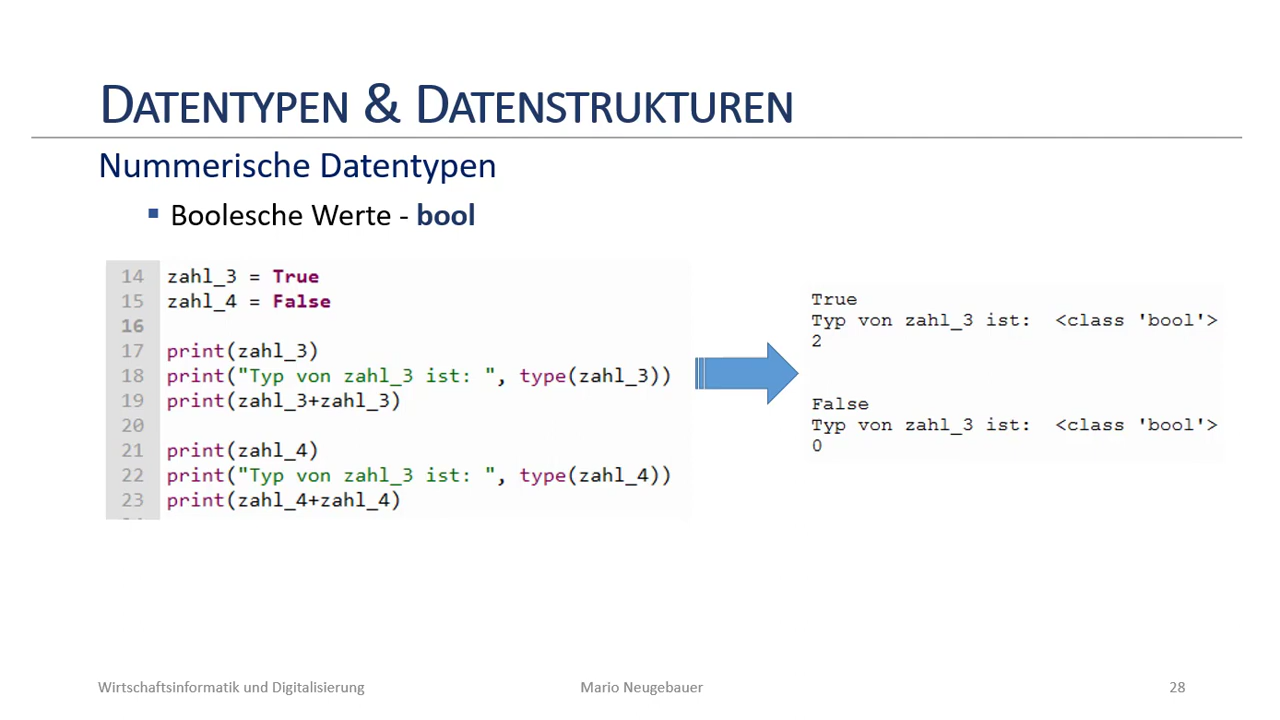 DATENTYPEN & DATENSTRUKTUREN
Nummerische Datentypen
▪ Boolesche Werte - bool
14 zahl_3 = True
15 zahl_4 = False
16
17 print(zahl_3)
18 print("Typ von zahl_3 ist: ", type(zahl_3))
19 print(zahl_3+zahl_3)
20
21 print(zahl_4)
22 print("Typ von zahl_3 ist: ", type(zahl_4))
23 print(zahl_4+zahl_4)
True
Typ von zahl_3 ist:  <class 'bool'>
2
False
Typ von zahl_3 ist:  <class 'bool'>
0
Wirtschaftsinformatik und Digitalisierung
Mario Neugebauer
28